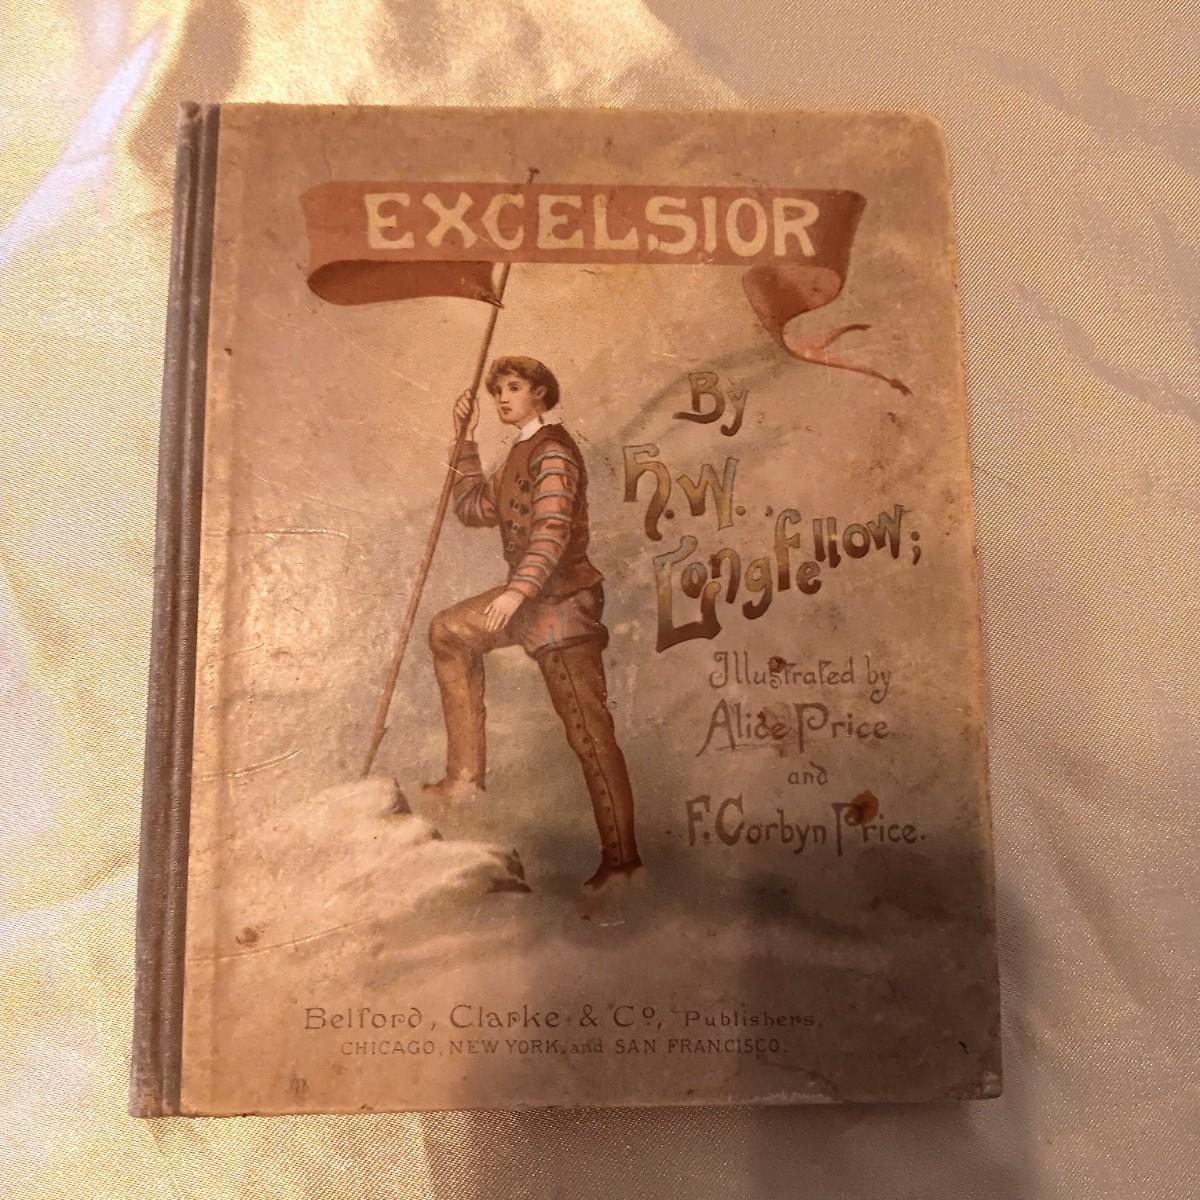 EXCELSIOR
By
H.W.
Longfellow;
Illustrated by
Alice Price
and
F. Corbyn Price.
Belford, Clarke & Co., Publishers,
CHICAGO, NEW YORK, and SAN FRANCISCO.